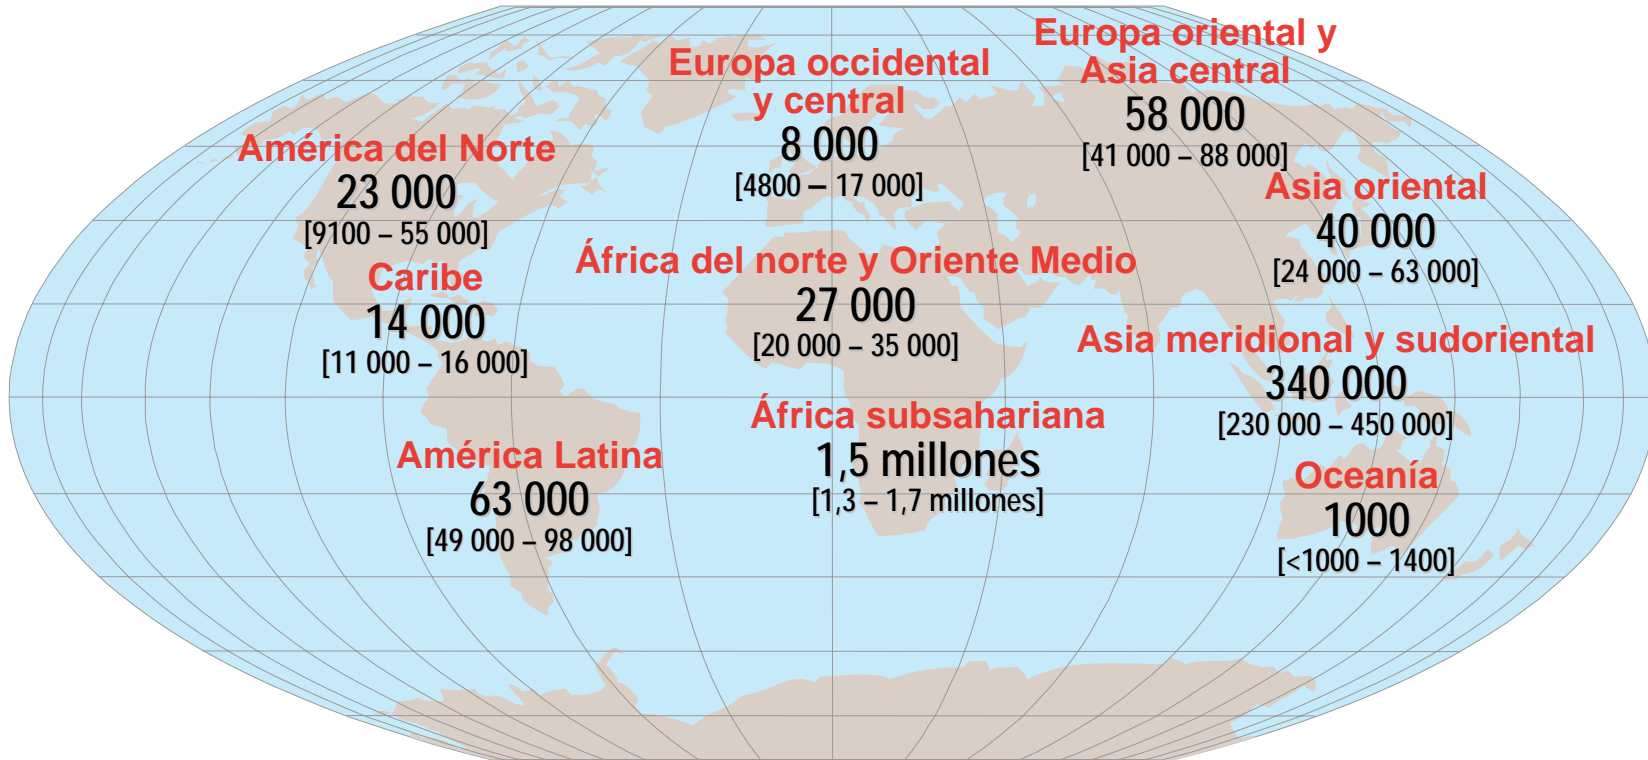 Europa oriental y
Asia central
58 000
[41 000 – 88 000]
Europa occidental
y central
8 000
[4800 – 17 000]
América del Norte
23 000
[9100 – 55 000]
Asia oriental
40 000
[24 000 – 63 000]
África del norte y Oriente Medio
27 000
[20 000 – 35 000]
Caribe
14 000
[11 000 – 16 000]
Asia meridional y sudoriental
340 000
[230 000 – 450 000]
África subsahariana
1,5 millones
[1,3 – 1,7 millones]
América Latina
63 000
[49 000 – 98 000]
Oceanía
1000
[<1000 – 1400]